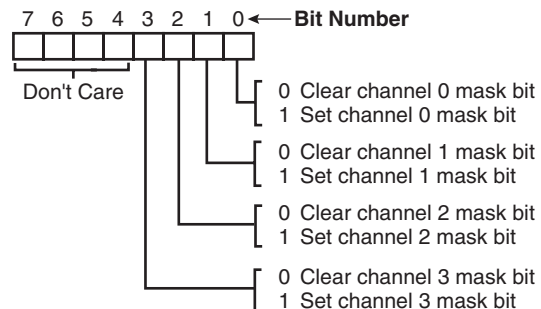 7 6 5 4 3 2 1 0 Bit Number
Don't Care
0 Clear channel 0 mask bit
1 Set channel 0 mask bit
0 Clear channel 1 mask bit
1 Set channel 1 mask bit
0 Clear channel 2 mask bit
1 Set channel 2 mask bit
0 Clear channel 3 mask bit
1 Set channel 3 mask bit